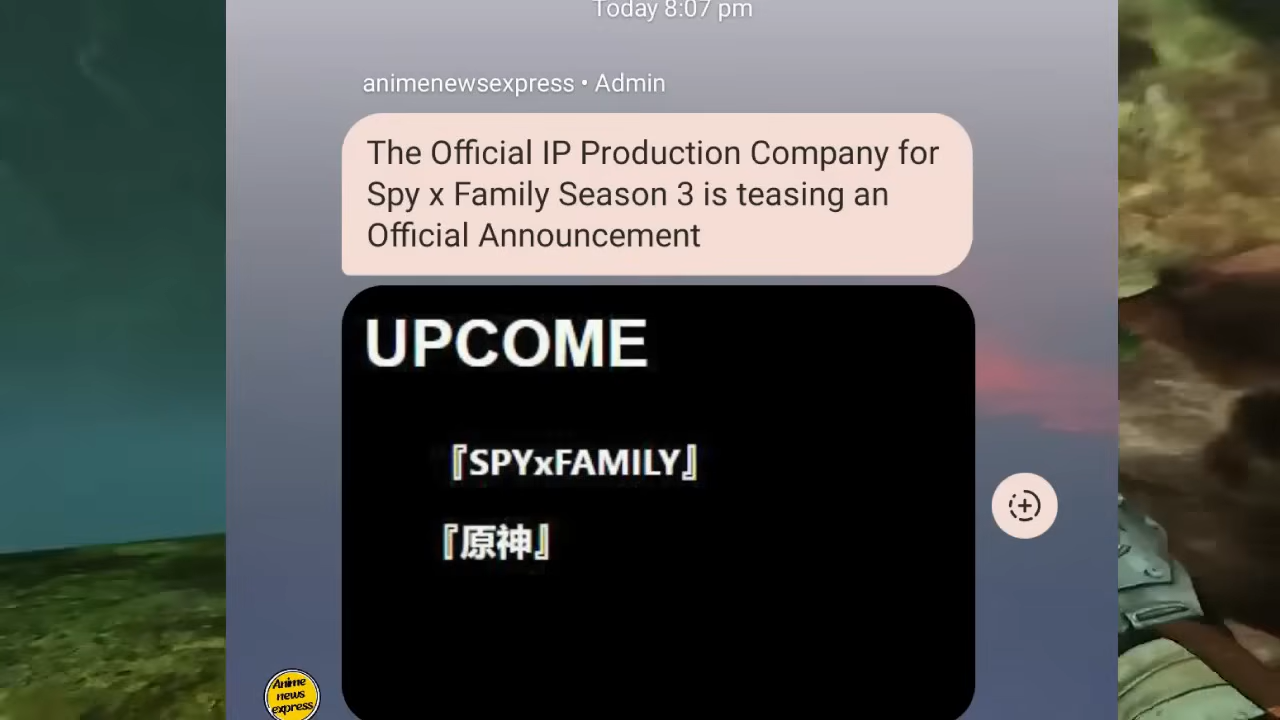 Today 8:07 pm
animenewsexpress • Admin
The Official IP Production Company for
Spy x Family Season 3 is teasing an
Official Announcement
UPCOME
『SPYxFAMILY』
『原神』
Anime
news
express